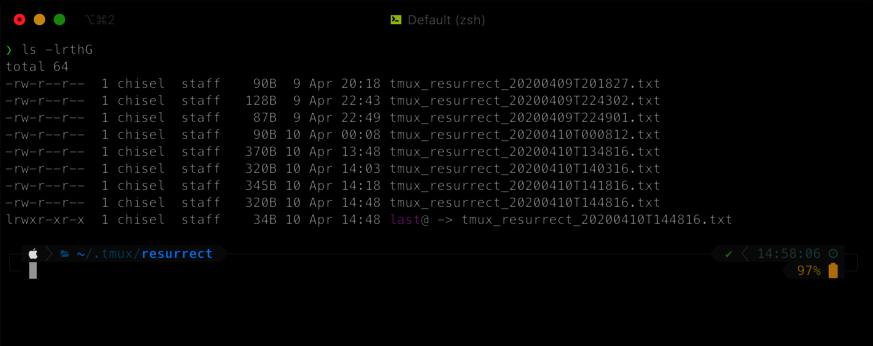 ⌥⌘2 Default (zsh)
❯ ls -lrthG
total 64
-rw-r--r-- 1 chisel staff 90B 9 Apr 20:18 tmux_resurrect_20200409T201827.txt
-rw-r--r-- 1 chisel staff 128B 9 Apr 22:43 tmux_resurrect_20200409T224302.txt
-rw-r--r-- 1 chisel staff 87B 9 Apr 22:49 tmux_resurrect_20200409T224901.txt
-rw-r--r-- 1 chisel staff 90B 10 Apr 00:08 tmux_resurrect_20200410T000812.txt
-rw-r--r-- 1 chisel staff 370B 10 Apr 13:48 tmux_resurrect_20200410T134816.txt
-rw-r--r-- 1 chisel staff 320B 10 Apr 14:03 tmux_resurrect_20200410T140316.txt
-rw-r--r-- 1 chisel staff 345B 10 Apr 14:18 tmux_resurrect_20200410T141816.txt
-rw-r--r-- 1 chisel staff 320B 10 Apr 14:48 tmux_resurrect_20200410T144816.txt
lrwxr-xr-x 1 chisel staff 34B 10 Apr 14:48 last@ -> tmux_resurrect_20200410T144816.txt
~/.tmux/resurrect ✔ 14:58:06
97%